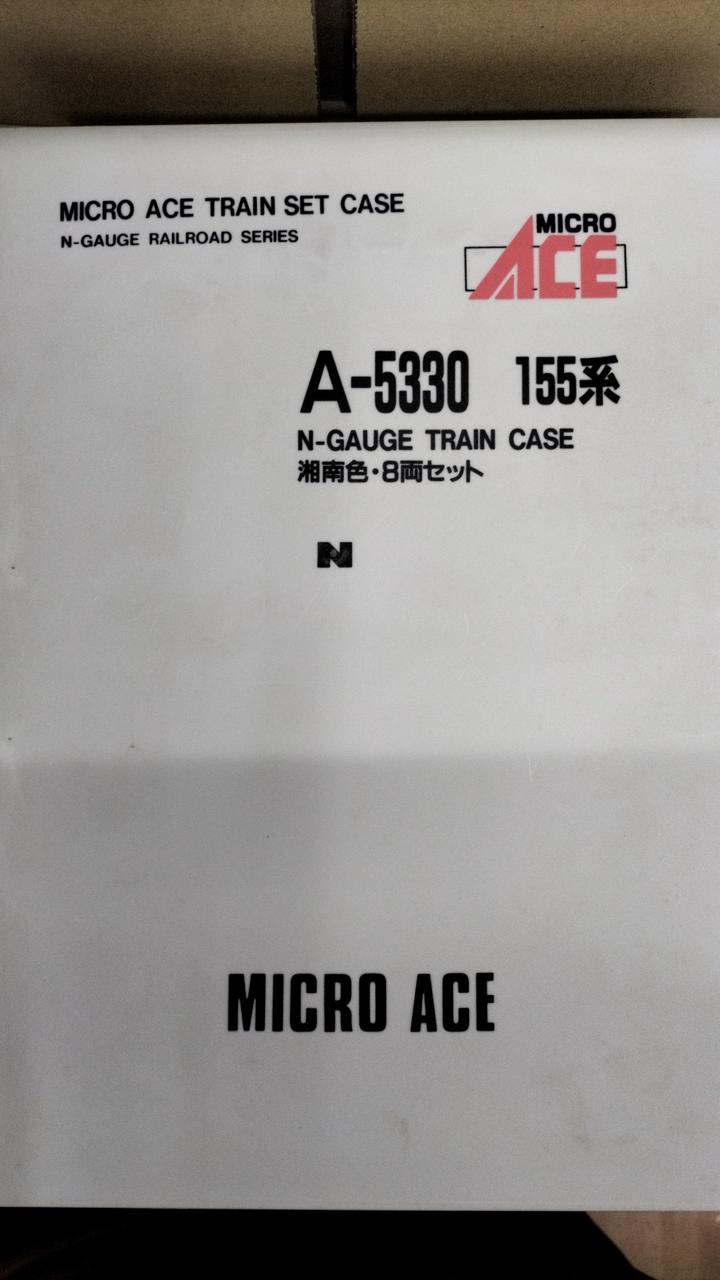 MICRO ACE TRAIN SET CASE
N-GAUGE RAILROAD SERIES
MICRO
ACE
A-5330 155系
N-GAUGE TRAIN CASE
湘南色・8両セット
N
MICRO ACE